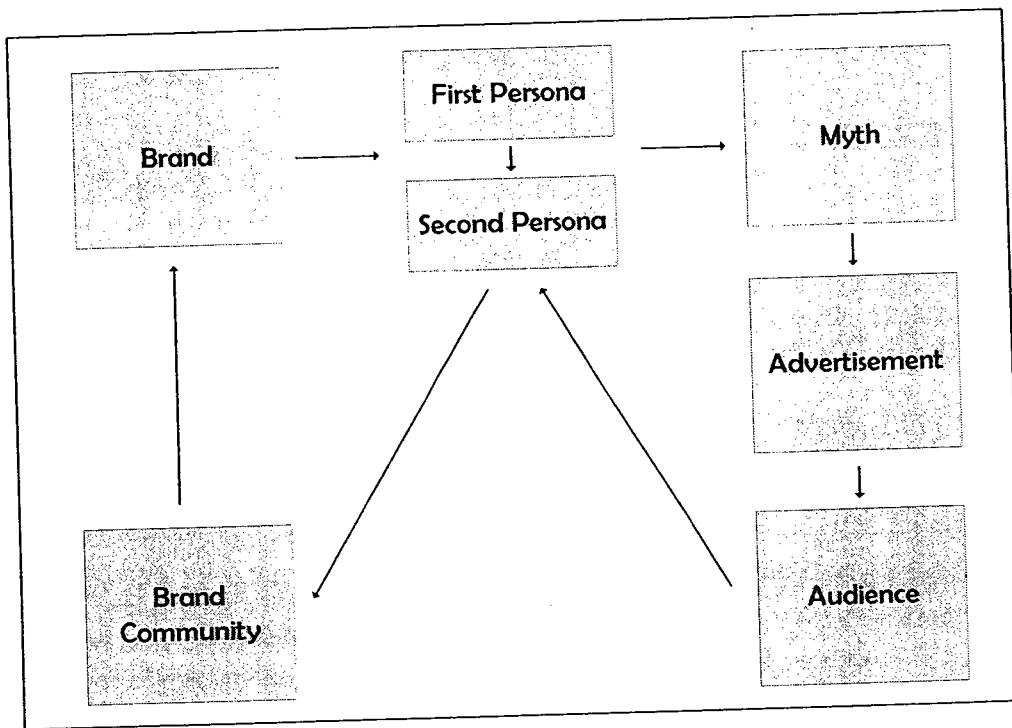 First Persona
Brand
Myth
Second Persona
Advertisement
Brand
Community
Audience